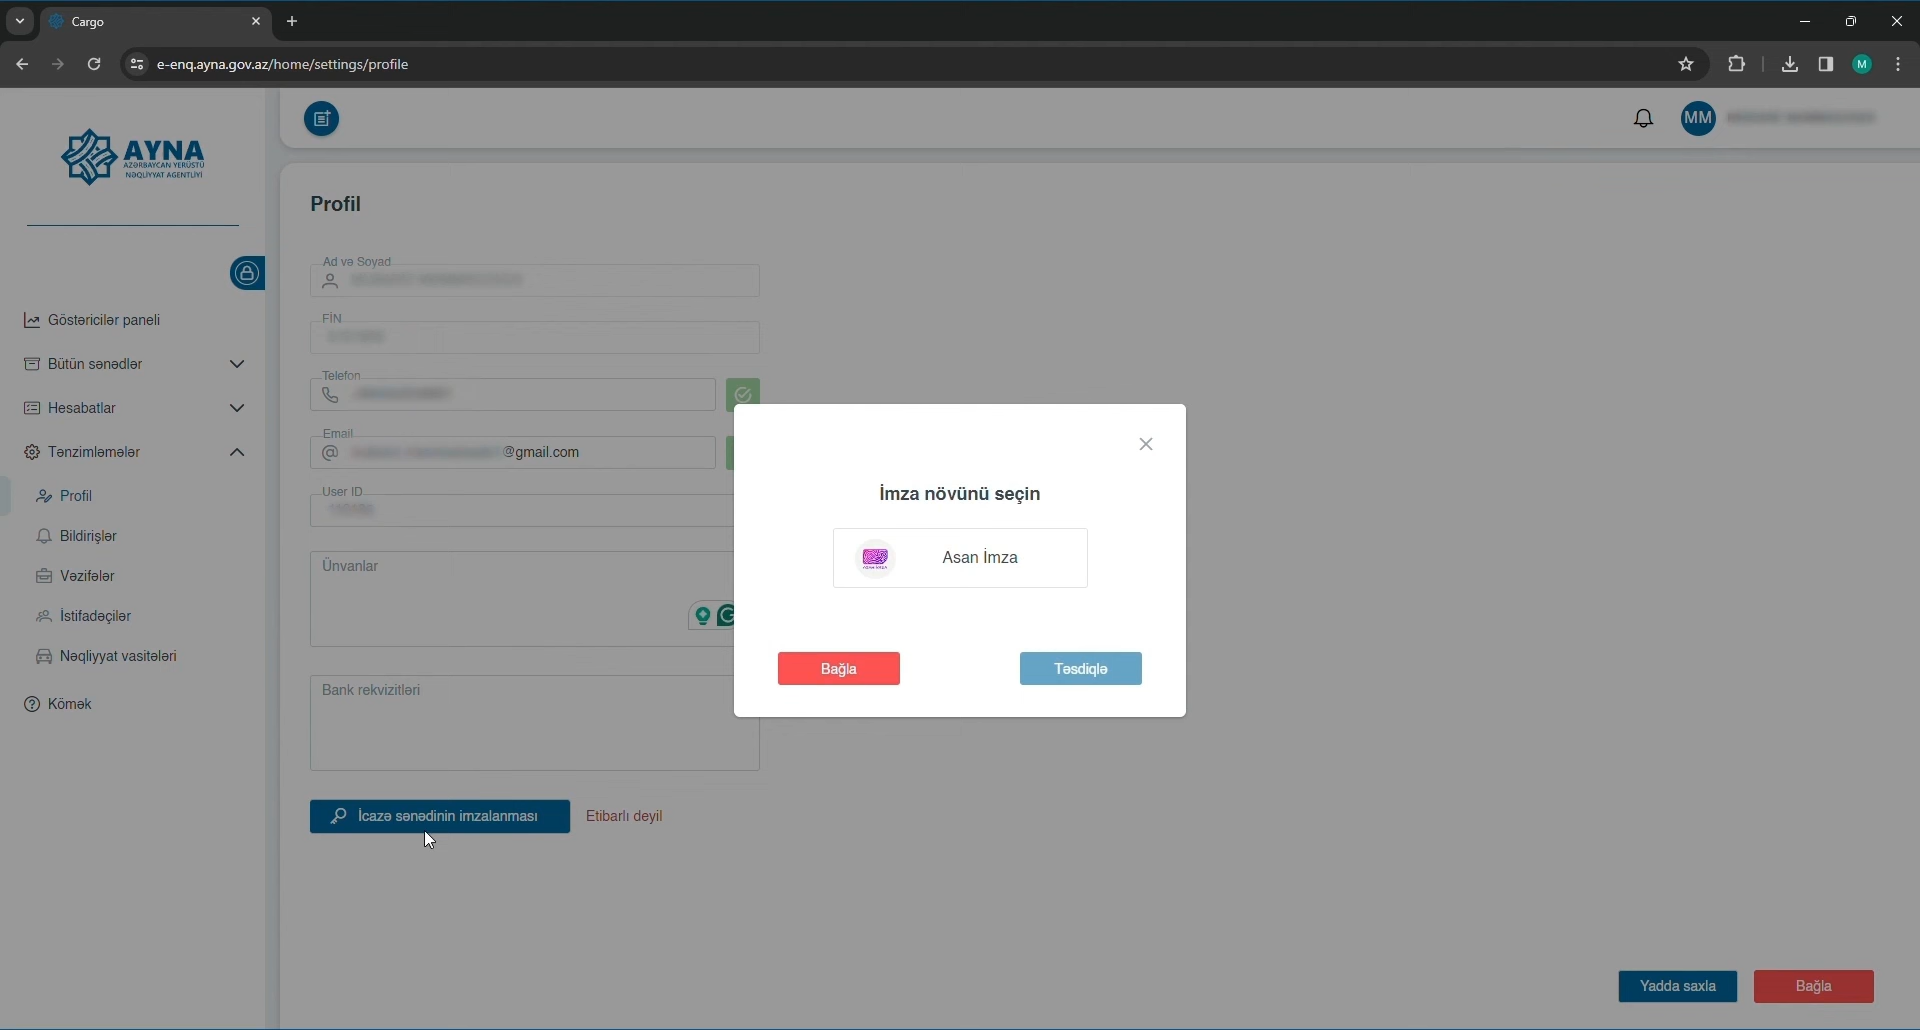 Cargo
e-enq.ayna.gov.az/home/settings/profile
M
AYNA
AZƏRBAYCAN YERÜSTÜ
NƏQLİYYAT AGENTLİYİ
MM
Göstəricilər paneli
Bütün sənədlər
Hesabatlar
Tənzimləmələr
Profil
Bildirişlər
Vəzifələr
İstifadəçilər
Nəqliyyat vasitələri
Kömək
Profil
Ad və Soyad
FİN
Telefon
Email
@gmail.com
User ID
Ünvanlar
Bank rekvizitləri
İcazə sənədinin imzalanması
Etibarlı deyil
İmza növünü seçin
ASAN İMZA
Asan İmza
Bağla
Təsdiqlə
Yadda saxla
Bağla